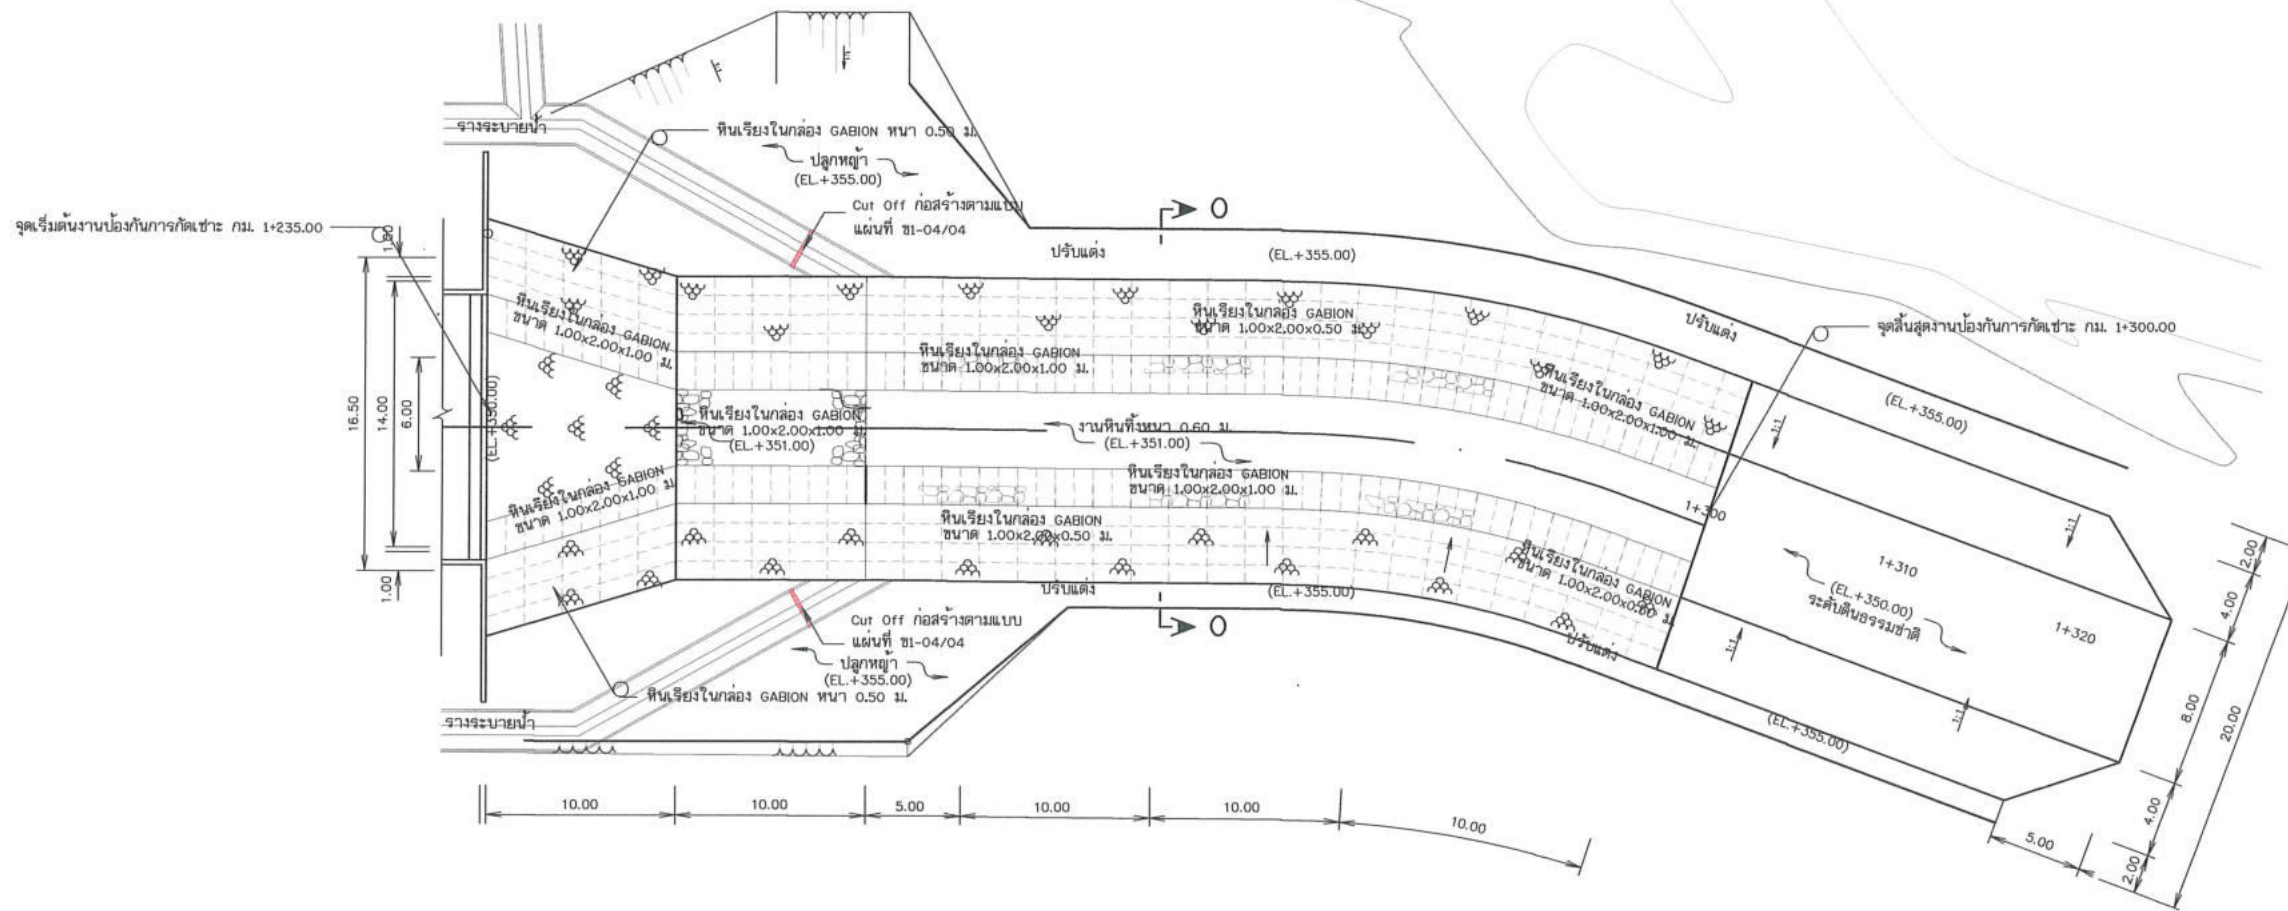 รางระบายน้ำ
หินเรียงในกล่อง GABION หนา 0.50 ม.
ปลูกหญ้า
(EL.+355.00)
Cut Off ก่อสร้างตามแบบ
แผ่นที่ ข1-04/04
O
จุดเริ่มต้นงานป้องกันการกัดเซาะ กม. 1+235.00
1.00
ปรับแต่ง
(EL.+355.00)
หินเรียงในกล่อง GABION
ขนาด 1.00x2.00x1.00 ม.
หินเรียงในกล่อง GABION
ขนาด 1.00x2.00x0.50 ม.
ปรับแต่ง
จุดสิ้นสุดงานป้องกันการกัดเซาะ กม. 1+300.00
หินเรียงในกล่อง GABION
ขนาด 1.00x2.00x1.00 ม.
หินเรียงในกล่อง GABION
ขนาด 1.00x2.00x1.00 ม.
(EL.+355.00)
16.50
14.00
6.00
(EL.+350.00)
หินเรียงในกล่อง GABION
ขนาด 1.00x2.00x1.00 ม.
(EL.+351.00)
งานหินทิ้งหนา 0.60 ม.
(EL.+351.00)
1:1
หินเรียงในกล่อง GABION
ขนาด 1.00x2.00x1.00 ม.
หินเรียงในกล่อง GABION
ขนาด 1.00x2.00x1.00 ม.
1+300
หินเรียงในกล่อง GABION
ขนาด 1.00x2.00x0.50 ม.
1:1
หินเรียงในกล่อง GABION
1+310
(EL.+350.00)
ระดับดินธรรมชาติ
1+320
1.00
ปรับแต่ง
(EL.+355.00)
O
Cut Off ก่อสร้างตามแบบ
แผ่นที่ ข1-04/04
ปลูกหญ้า
(EL.+355.00)
หินเรียงในกล่อง GABION หนา 0.50 ม.
ปรับแต่ง
1:1
1:1
(EL.+355.00)
รางระบายน้ำ
10.00
10.00
5.00
10.00
10.00
10.00
5.00
2.00
4.00
8.00
20.00
4.00
2.00